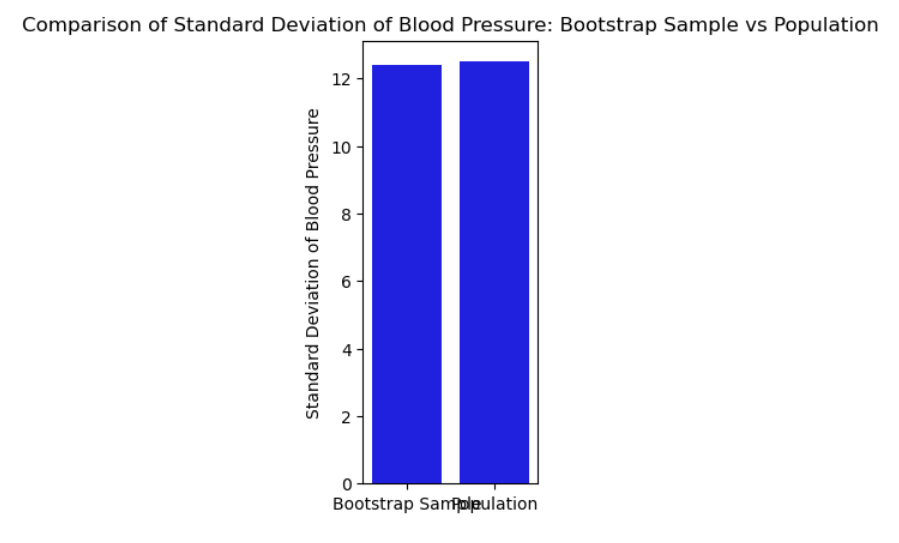 Comparison of Standard Deviation of Blood Pressure: Bootstrap Sample vs Population
Standard Deviation of Blood Pressure
12
10
8
6
4
2
0
Bootstrap Sample
Population